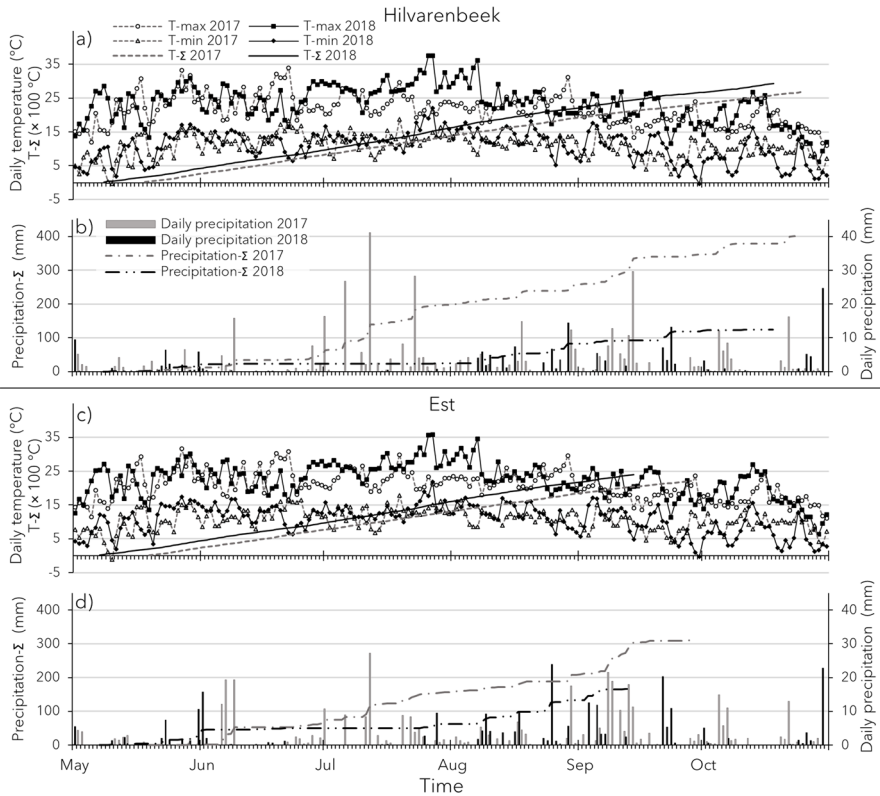 Hilvarenbeek
a)
T-max 2017 T-max 2018
T-min 2017 T-min 2018
T-Σ 2017 T-Σ 2018
Daily temperature (°C)
T-Σ (× 100 °C)
35
25
15
5
-5
b)
Daily precipitation 2017
Daily precipitation 2018
Precipitation-Σ 2017
Precipitation-Σ 2018
Precipitation-Σ (mm)
400
300
200
100
0
Daily precipitation (mm)
40
30
20
10
0
Est
c)
Daily temperature (°C)
T-Σ (× 100 °C)
35
25
15
5
-5
d)
Precipitation-Σ (mm)
400
300
200
100
0
Daily precipitation (mm)
40
30
20
10
0
May Jun Jul Aug Sep Oct
Time